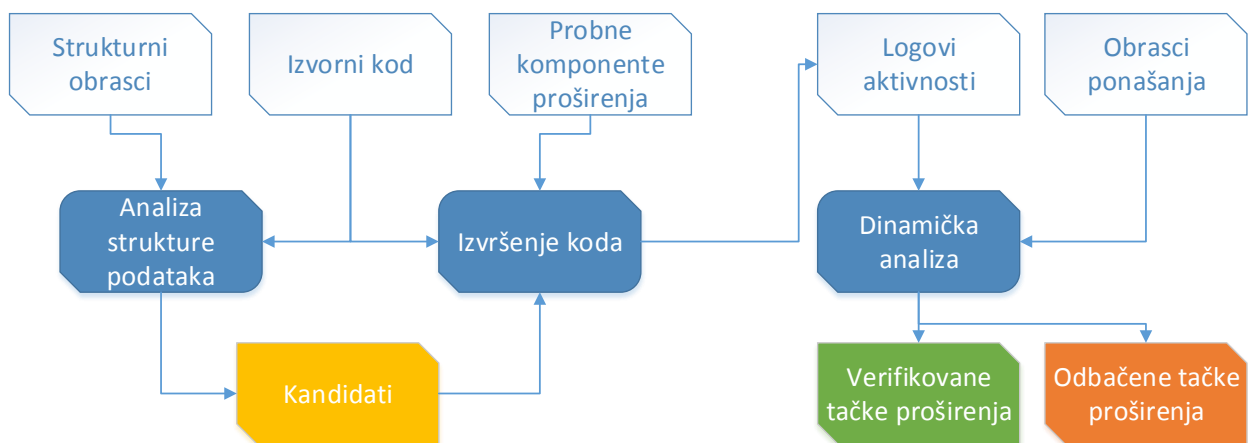 Strukturni
obrasci
Izvorni kod
Probne
komponente
proširenja
Logovi
aktivnosti
Obrasci
ponašanja
Analiza
strukture
podataka
Izvršenje koda
Dinamička
analiza
Kandidati
Verifikovane
tačke proširenja
Odbačene tačke
proširenja